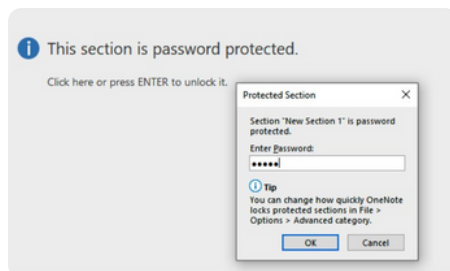 This section is password protected.
Click here or press ENTER to unlock it.
Protected Section
Section "New Section 1" is password
protected.
Enter Password:
•••••
Tip
You can change how quickly OneNote
locks protected sections in File >
Options > Advanced category.
OK
Cancel